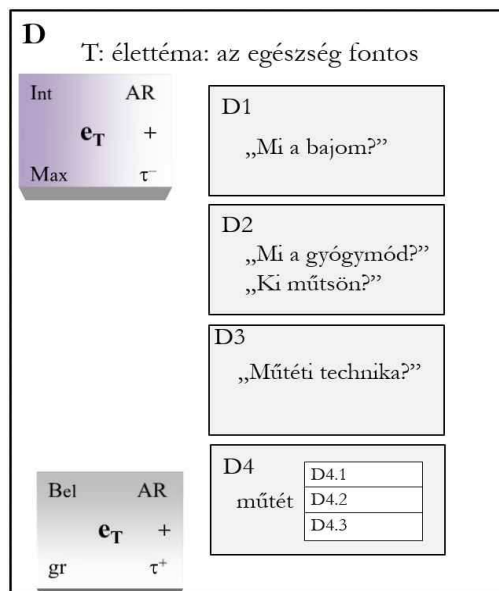 D
T: élettéma: az egészség fontos
Int AR
e_T +
Max τ⁻
D1
„Mi a bajom?”
D2
„Mi a gyógymód?”
„Ki műtsön?”
D3
„Műtéti technika?”
D4
műtét
D4.1
D4.2
D4.3
Bel AR
e_T +
gr τ⁺